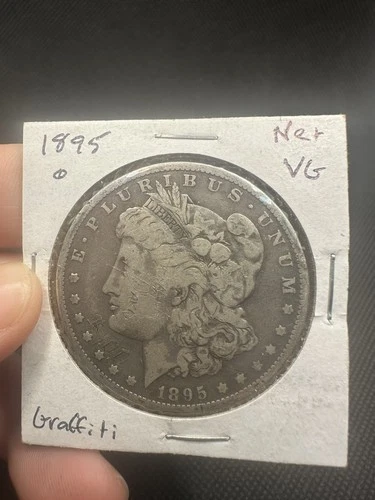 1895
O
Net
VG
E · PLURIBUS · UNUM
LIBERTY
1895
Graffiti